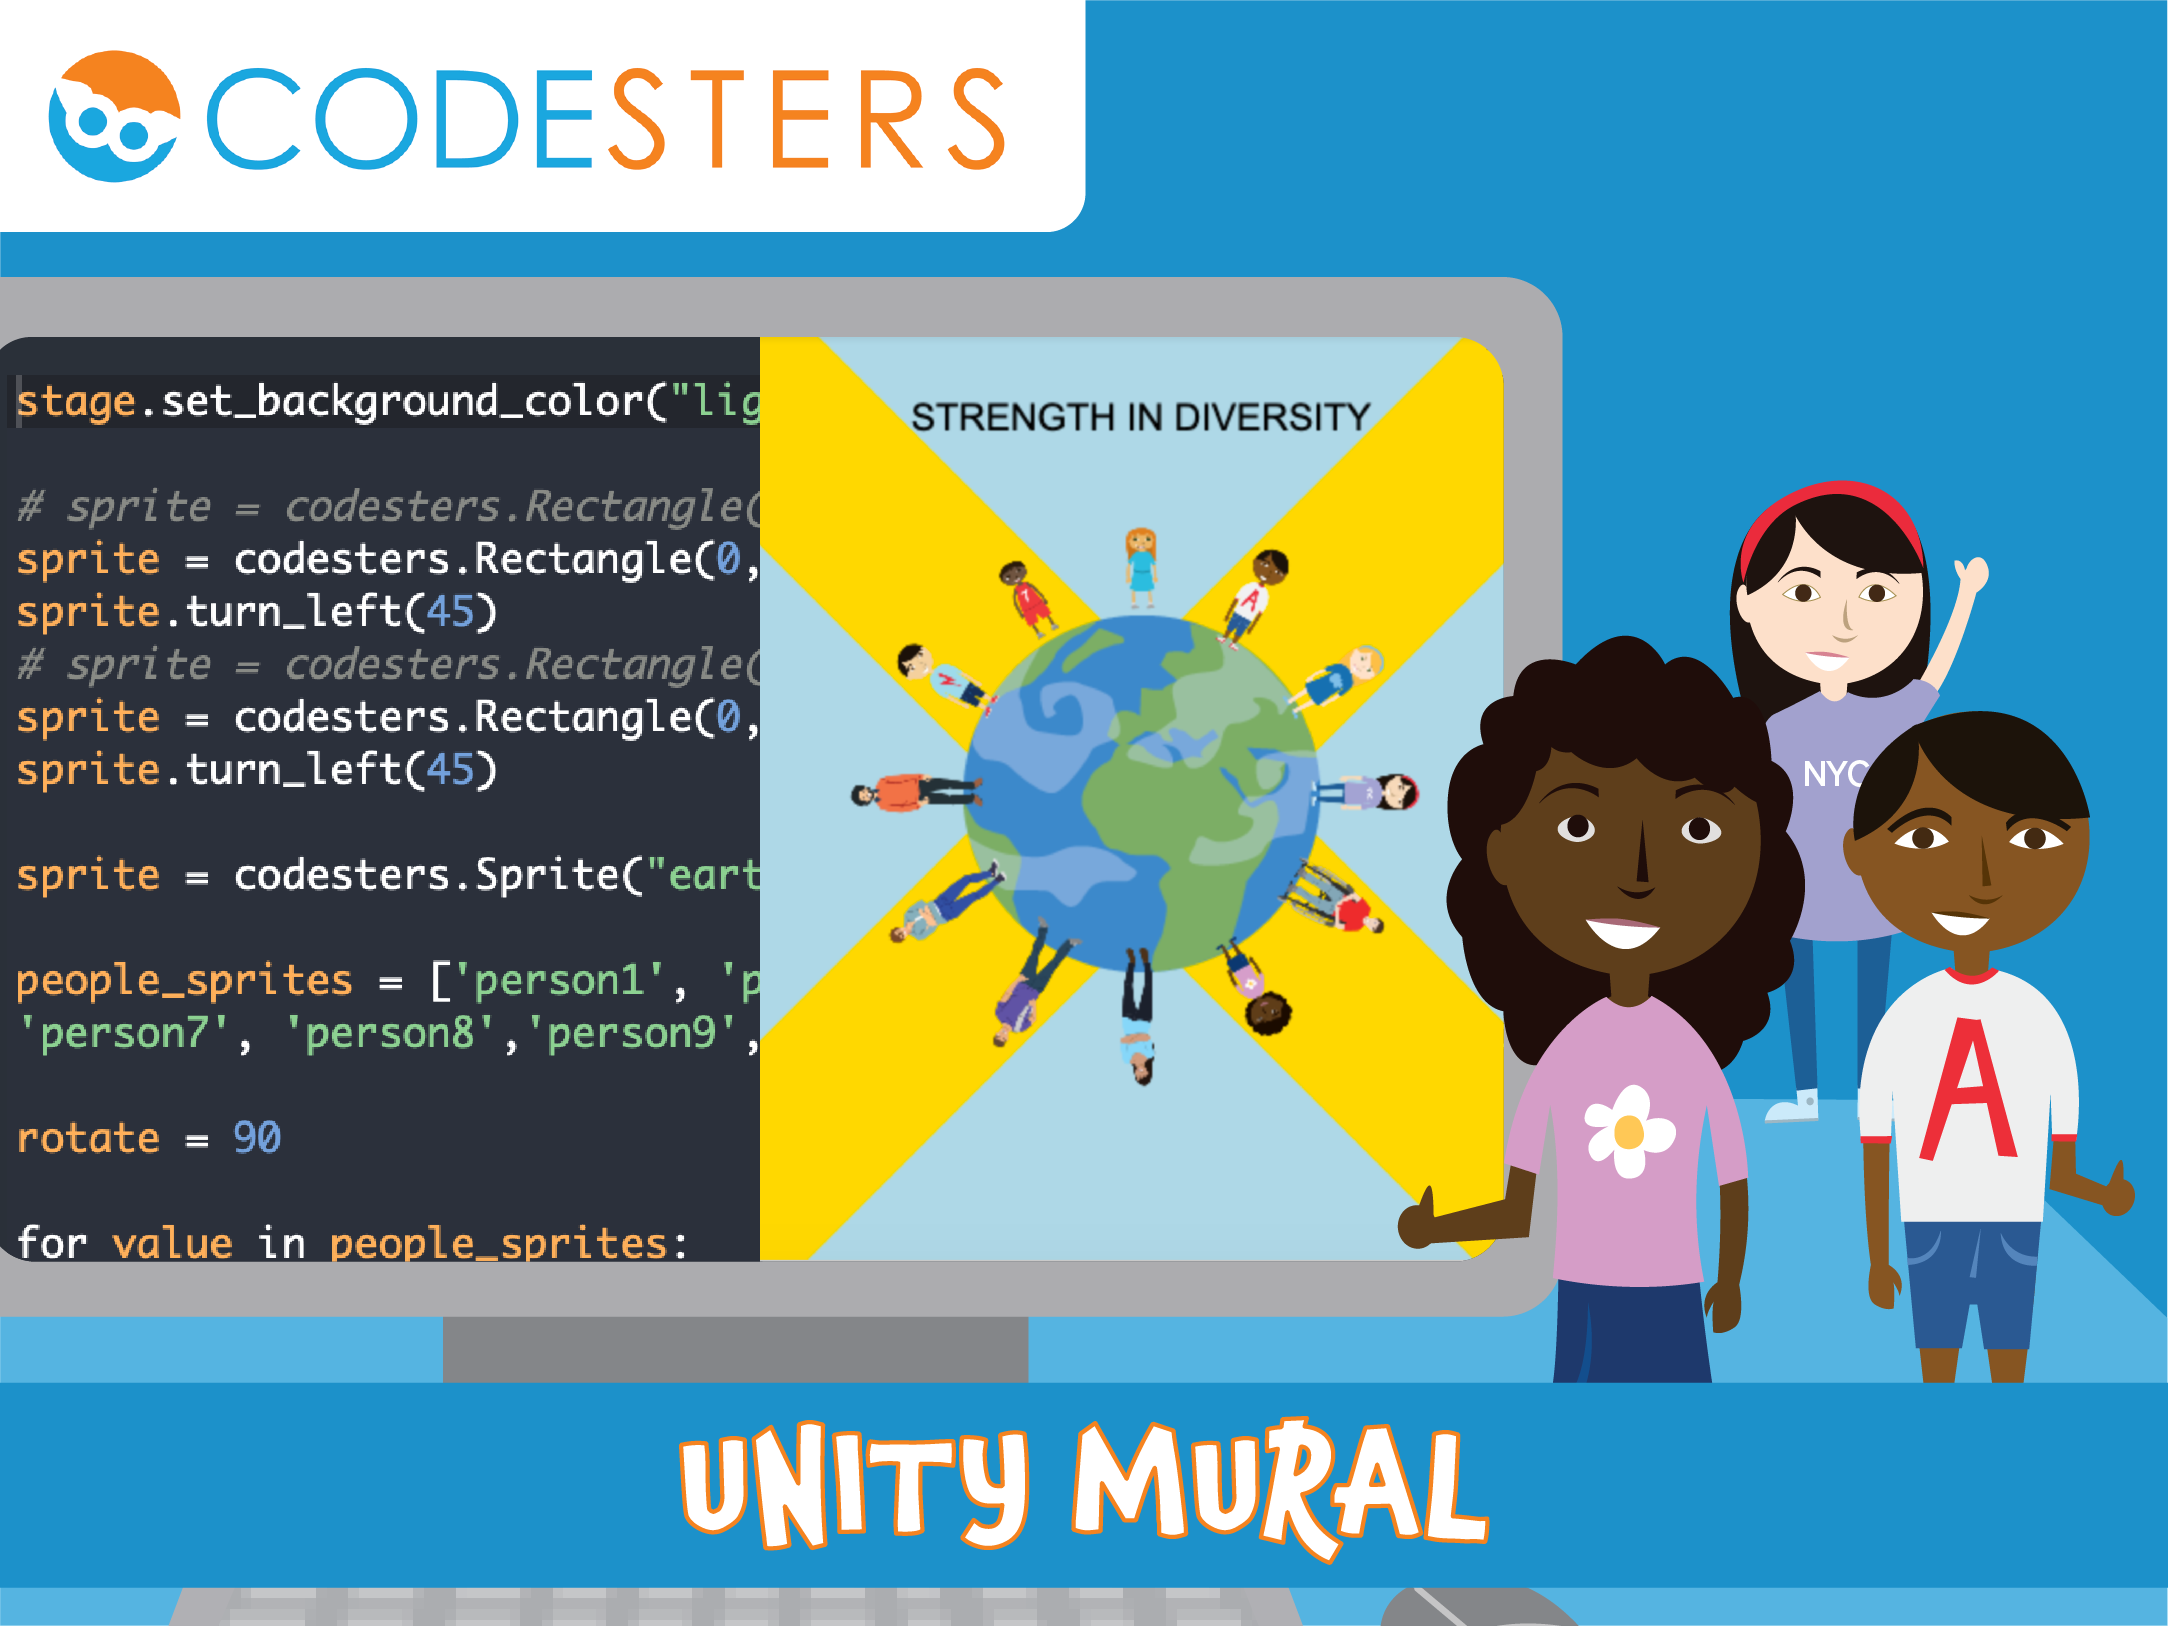 CODESTERS
stage.set_background_color("lig
# sprite = codesters.Rectangle(
sprite = codesters.Rectangle(0,
sprite.turn_left(45)
# sprite = codesters.Rectangle(
sprite = codesters.Rectangle(0,
sprite.turn_left(45)
sprite = codesters.Sprite("eart
people_sprites = ['person1', 'p
'person7', 'person8','person9',
rotate = 90
for value in people_sprites:
STRENGTH IN DIVERSITY
7
A
NYC
A
UNITY MURAL